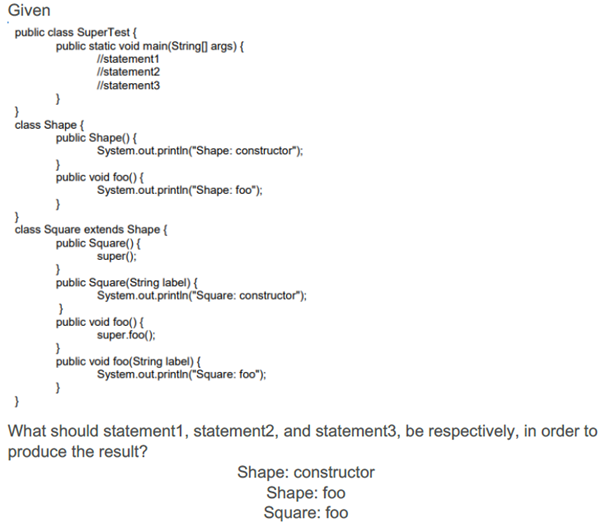 Given
public class SuperTest {
public static void main(String[] args) {
//statement1
//statement2
//statement3
}
}
class Shape {
public Shape() {
System.out.println("Shape: constructor");
}
public void foo() {
System.out.println("Shape: foo");
}
}
class Square extends Shape {
public Square() {
super();
}
public Square(String label) {
System.out.println("Square: constructor");
}
public void foo() {
super.foo();
}
public void foo(String label) {
System.out.println("Square: foo");
}
}
What should statement1, statement2, and statement3, be respectively, in order to
produce the result?
Shape: constructor
Shape: foo
Square: foo